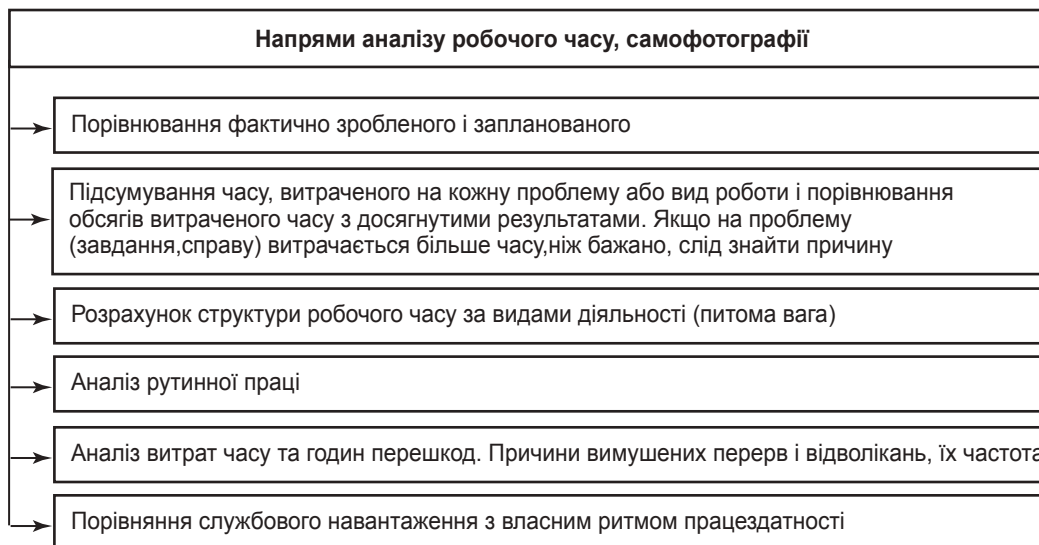 Напрями аналізу робочого часу, самофотографії
Порівнювання фактично зробленого і запланованого
Підсумування часу, витраченого на кожну проблему або вид роботи і порівнювання
обсягів витраченого часу з досягнутими результатами. Якщо на проблему
(завдання,справу) витрачається більше часу,ніж бажано, слід знайти причину
Розрахунок структури робочого часу за видами діяльності (питома вага)
Аналіз рутинної праці
Аналіз витрат часу та годин перешкод. Причини вимушених перерв і відволікань, їх частота
Порівняння службового навантаження з власним ритмом працездатності